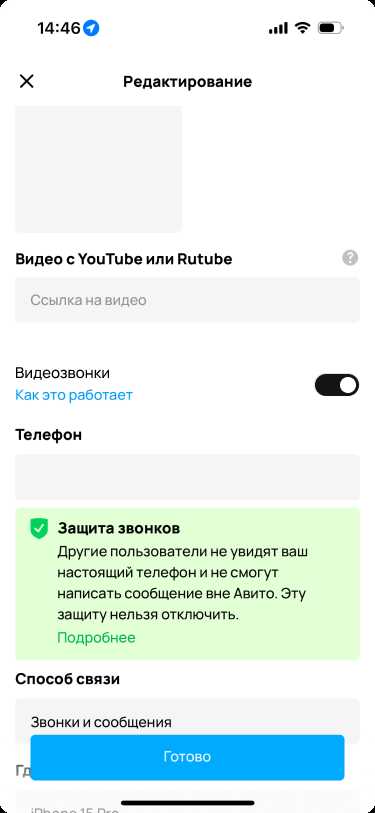 14:46
Редактирование
Видео с YouTube или Rutube
?
Ссылка на видео
Видеозвонки
Как это работает
Телефон
Защита звонков
Другие пользователи не увидят ваш
настоящий телефон и не смогут
написать сообщение вне Авито. Эту
защиту нельзя отключить.
Подробнее
Способ связи
Звонки и сообщения
Готово
iPhone 15 Pro